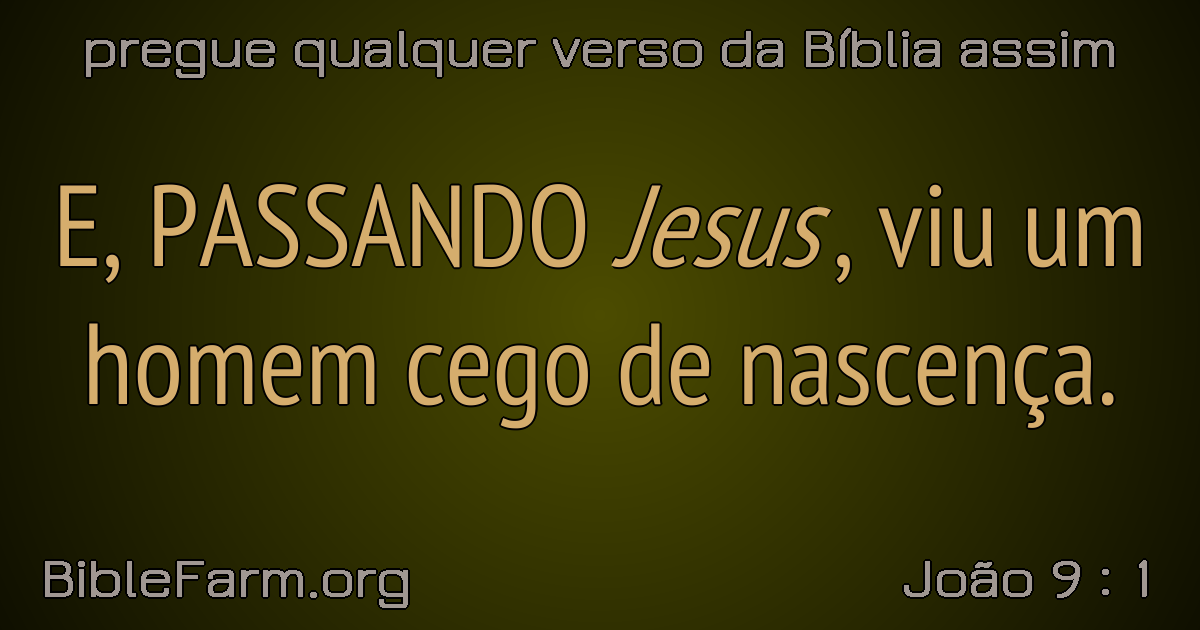 pregue qualquer verso da Bíblia assim
E, PASSANDO Jesus, viu um
homem cego de nascença.
BibleFarm.org
João 9 : 1